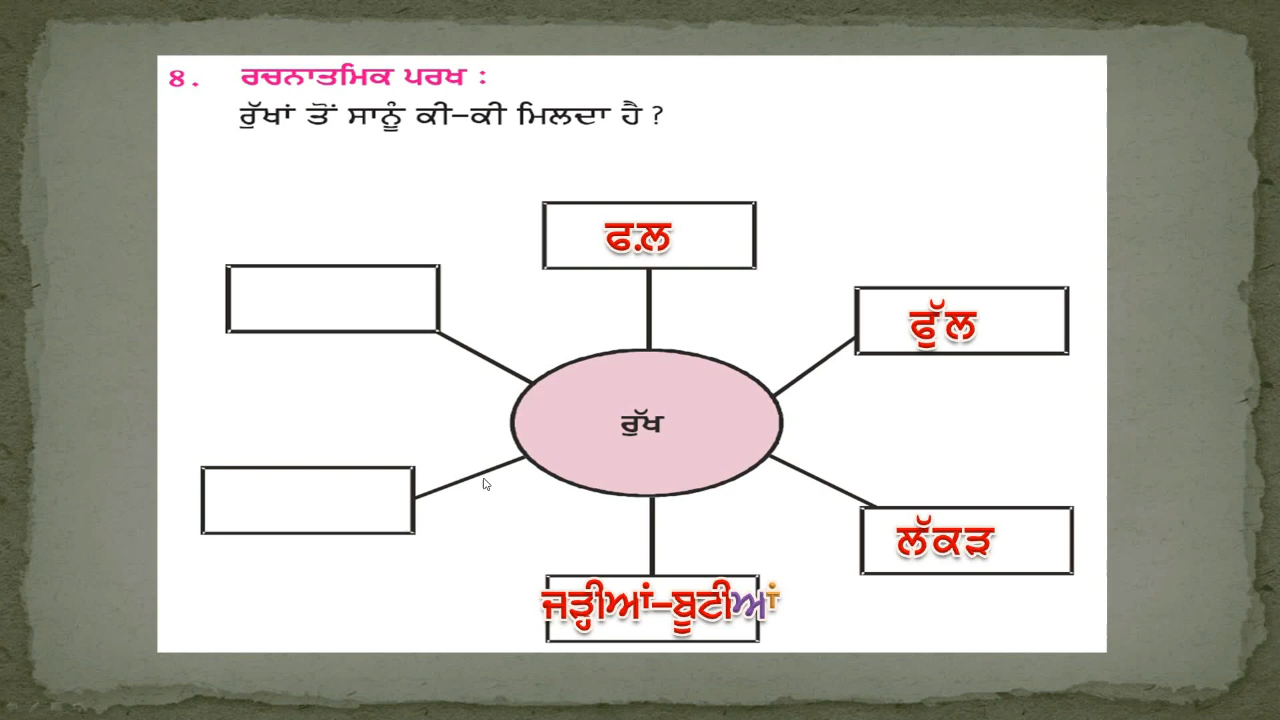 ੪. ਰਚਨਾਤਮਿਕ ਪਰਖ :
ਰੁੱਖਾਂ ਤੋਂ ਸਾਨੂੰ ਕੀ-ਕੀ ਮਿਲਦਾ ਹੈ ?
ਫ.ਲ
ਫੁੱਲ
ਰੁੱਖ
ਲੱਕੜ
ਜੜ੍ਹੀਆਂ-ਬੂਟੀਆਂ